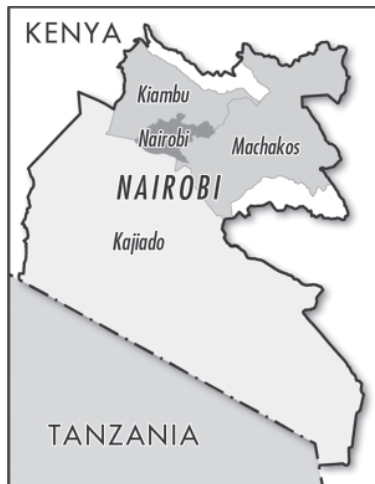 KENYA
Kiambu
Nairobi
Machakos
NAIROBI
Kajiado
TANZANIA